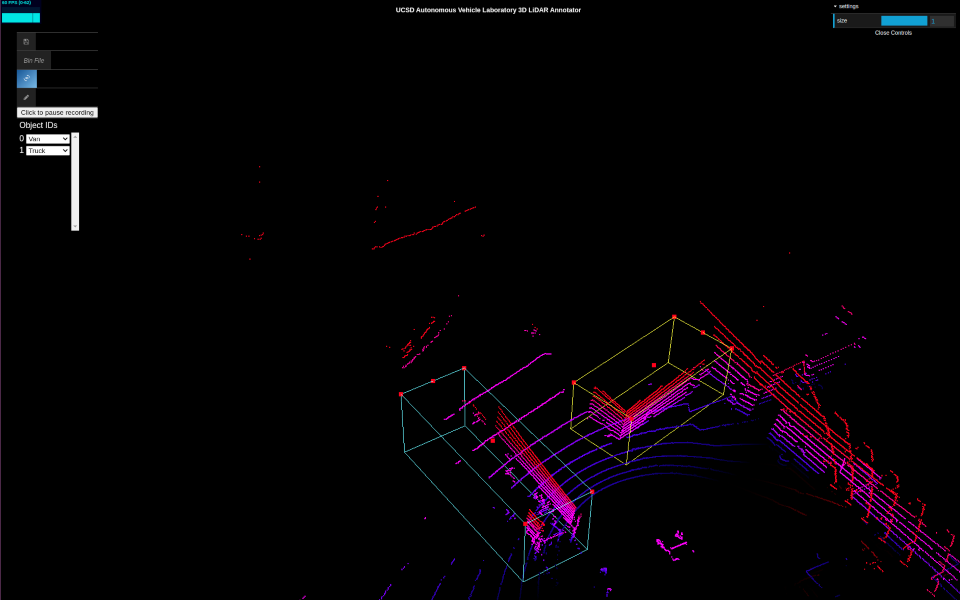 86 FPS (0-62)
UCSD Autonomous Vehicle Laboratory 3D LiDAR Annotator
settings
size
1
Close Controls
Bin File
Click to pause recording
Object IDs
0 Van
1 Truck